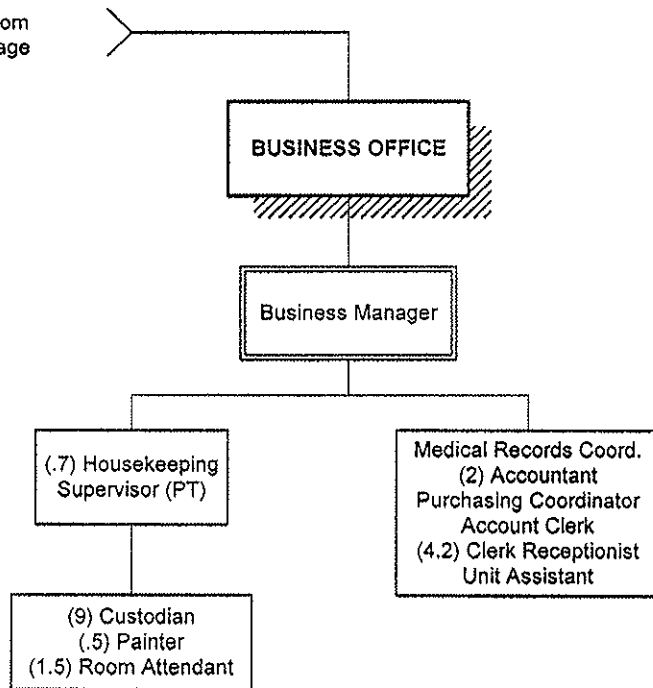 om
age
BUSINESS OFFICE
Business Manager
(.7) Housekeeping
Supervisor (PT)
Medical Records Coord.
(2) Accountant
Purchasing Coordinator
Account Clerk
(4.2) Clerk Receptionist
Unit Assistant
(9) Custodian
(.5) Painter
(1.5) Room Attendant